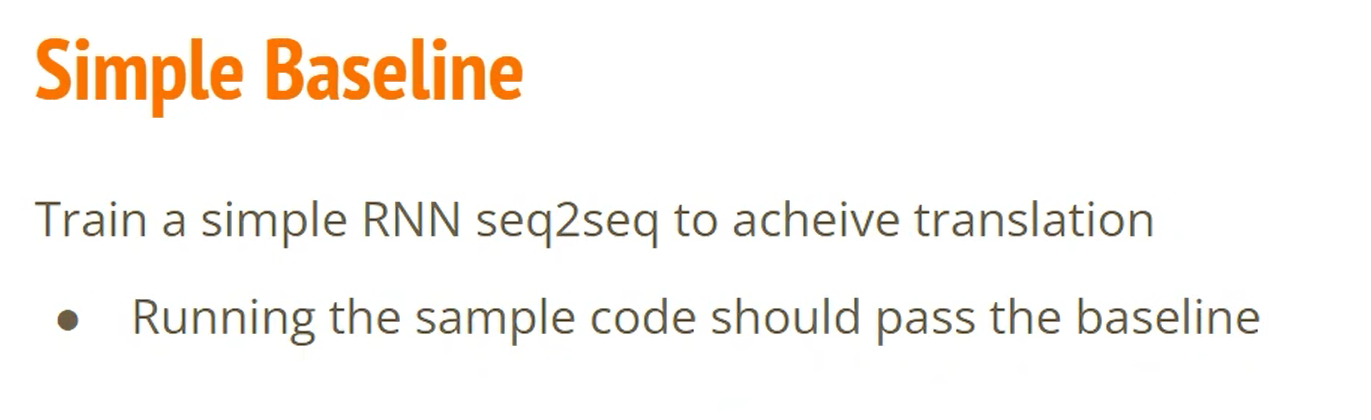 Simple Baseline
Train a simple RNN seq2seq to acheive translation
● Running the sample code should pass the baseline